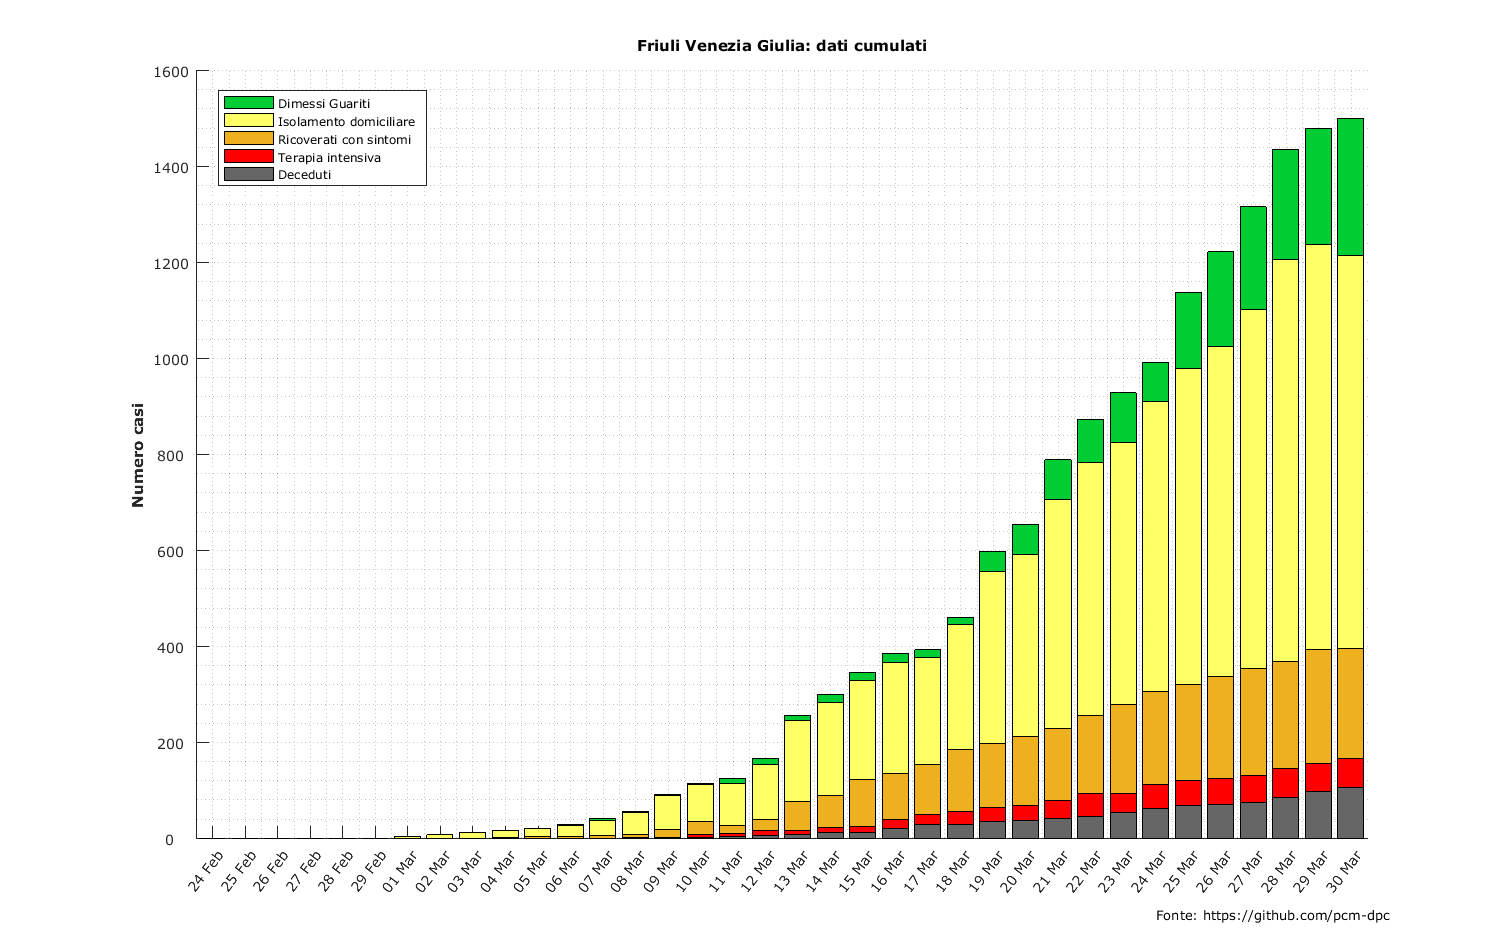 Friuli Venezia Giulia: dati cumulati
1600
1400
1200
1000
800
600
400
200
0
Numero casi
Dimessi Guariti
Isolamento domiciliare
Ricoverati con sintomi
Terapia intensiva
Deceduti
24 Feb
25 Feb
26 Feb
27 Feb
28 Feb
29 Feb
01 Mar
02 Mar
03 Mar
04 Mar
05 Mar
06 Mar
07 Mar
08 Mar
09 Mar
10 Mar
11 Mar
12 Mar
13 Mar
14 Mar
15 Mar
16 Mar
17 Mar
18 Mar
19 Mar
20 Mar
21 Mar
22 Mar
23 Mar
24 Mar
25 Mar
26 Mar
27 Mar
28 Mar
29 Mar
30 Mar
Fonte: https://github.com/pcm-dpc